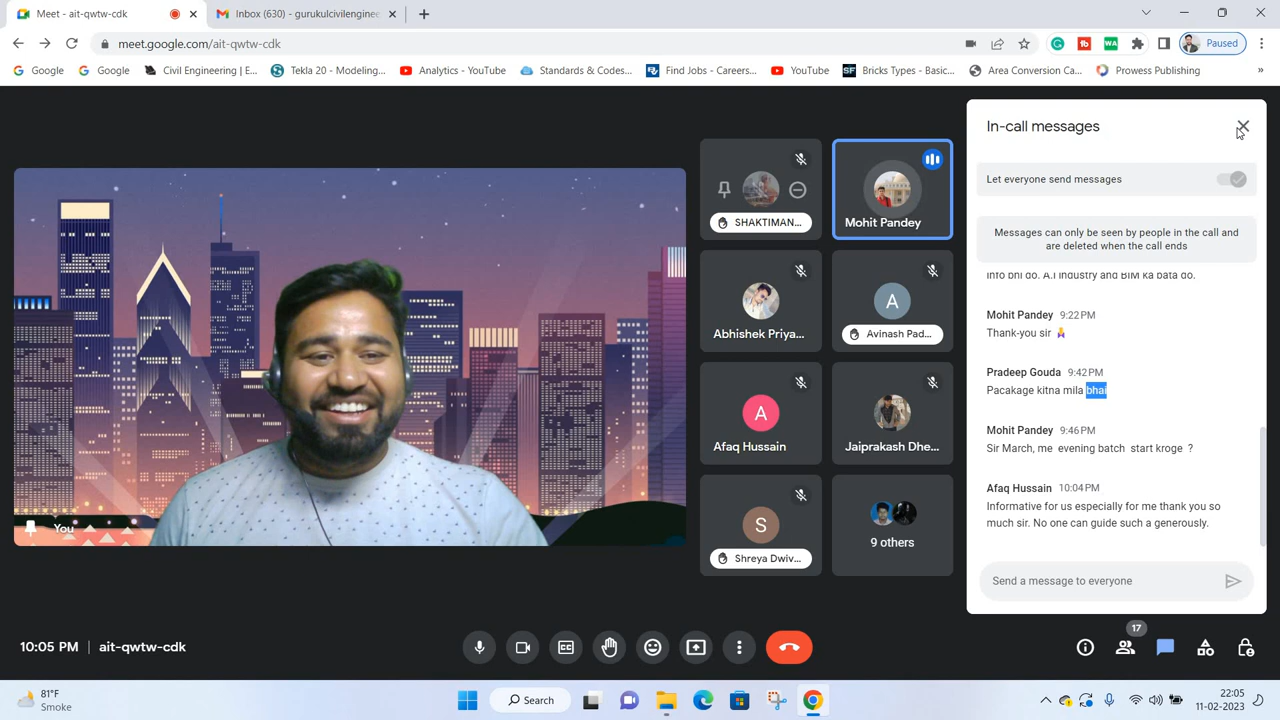 Meet - ait-qwtw-cdk
Inbox (630) - gurukulcivilenginee
meet.google.com/ait-qwtw-cdk
Paused
Google
Google
Civil Engineering | E...
Tekla 20 - Modeling...
Analytics - YouTube
Standards & Codes...
Find Jobs - Careers...
YouTube
SF Bricks Types - Basic...
Area Conversion Ca...
Prowess Publishing
»
In-call messages
Let everyone send messages
Messages can only be seen by people in the call and
are deleted when the call ends
info bhi do. A.I industry and BIM ka bata do.
Mohit Pandey 9:22 PM
Thank-you sir
Pradeep Gouda 9:42 PM
Pacakage kitna mila bhai
Mohit Pandey 9:46 PM
Sir March, me evening batch start kroge ?
Afaq Hussain 10:04 PM
Informative for us especially for me thank you so
much sir. No one can guide such a generously.
Send a message to everyone
You
SHAKTIMAN...
Mohit Pandey
Abhishek Priya...
A
Avinash Pad...
A
Afaq Hussain
Jaiprakash Dhe...
S
Shreya Dwiv...
9 others
10:05 PM | ait-qwtw-cdk
CC
17
81°F
Smoke
Search
22:05
11-02-2023